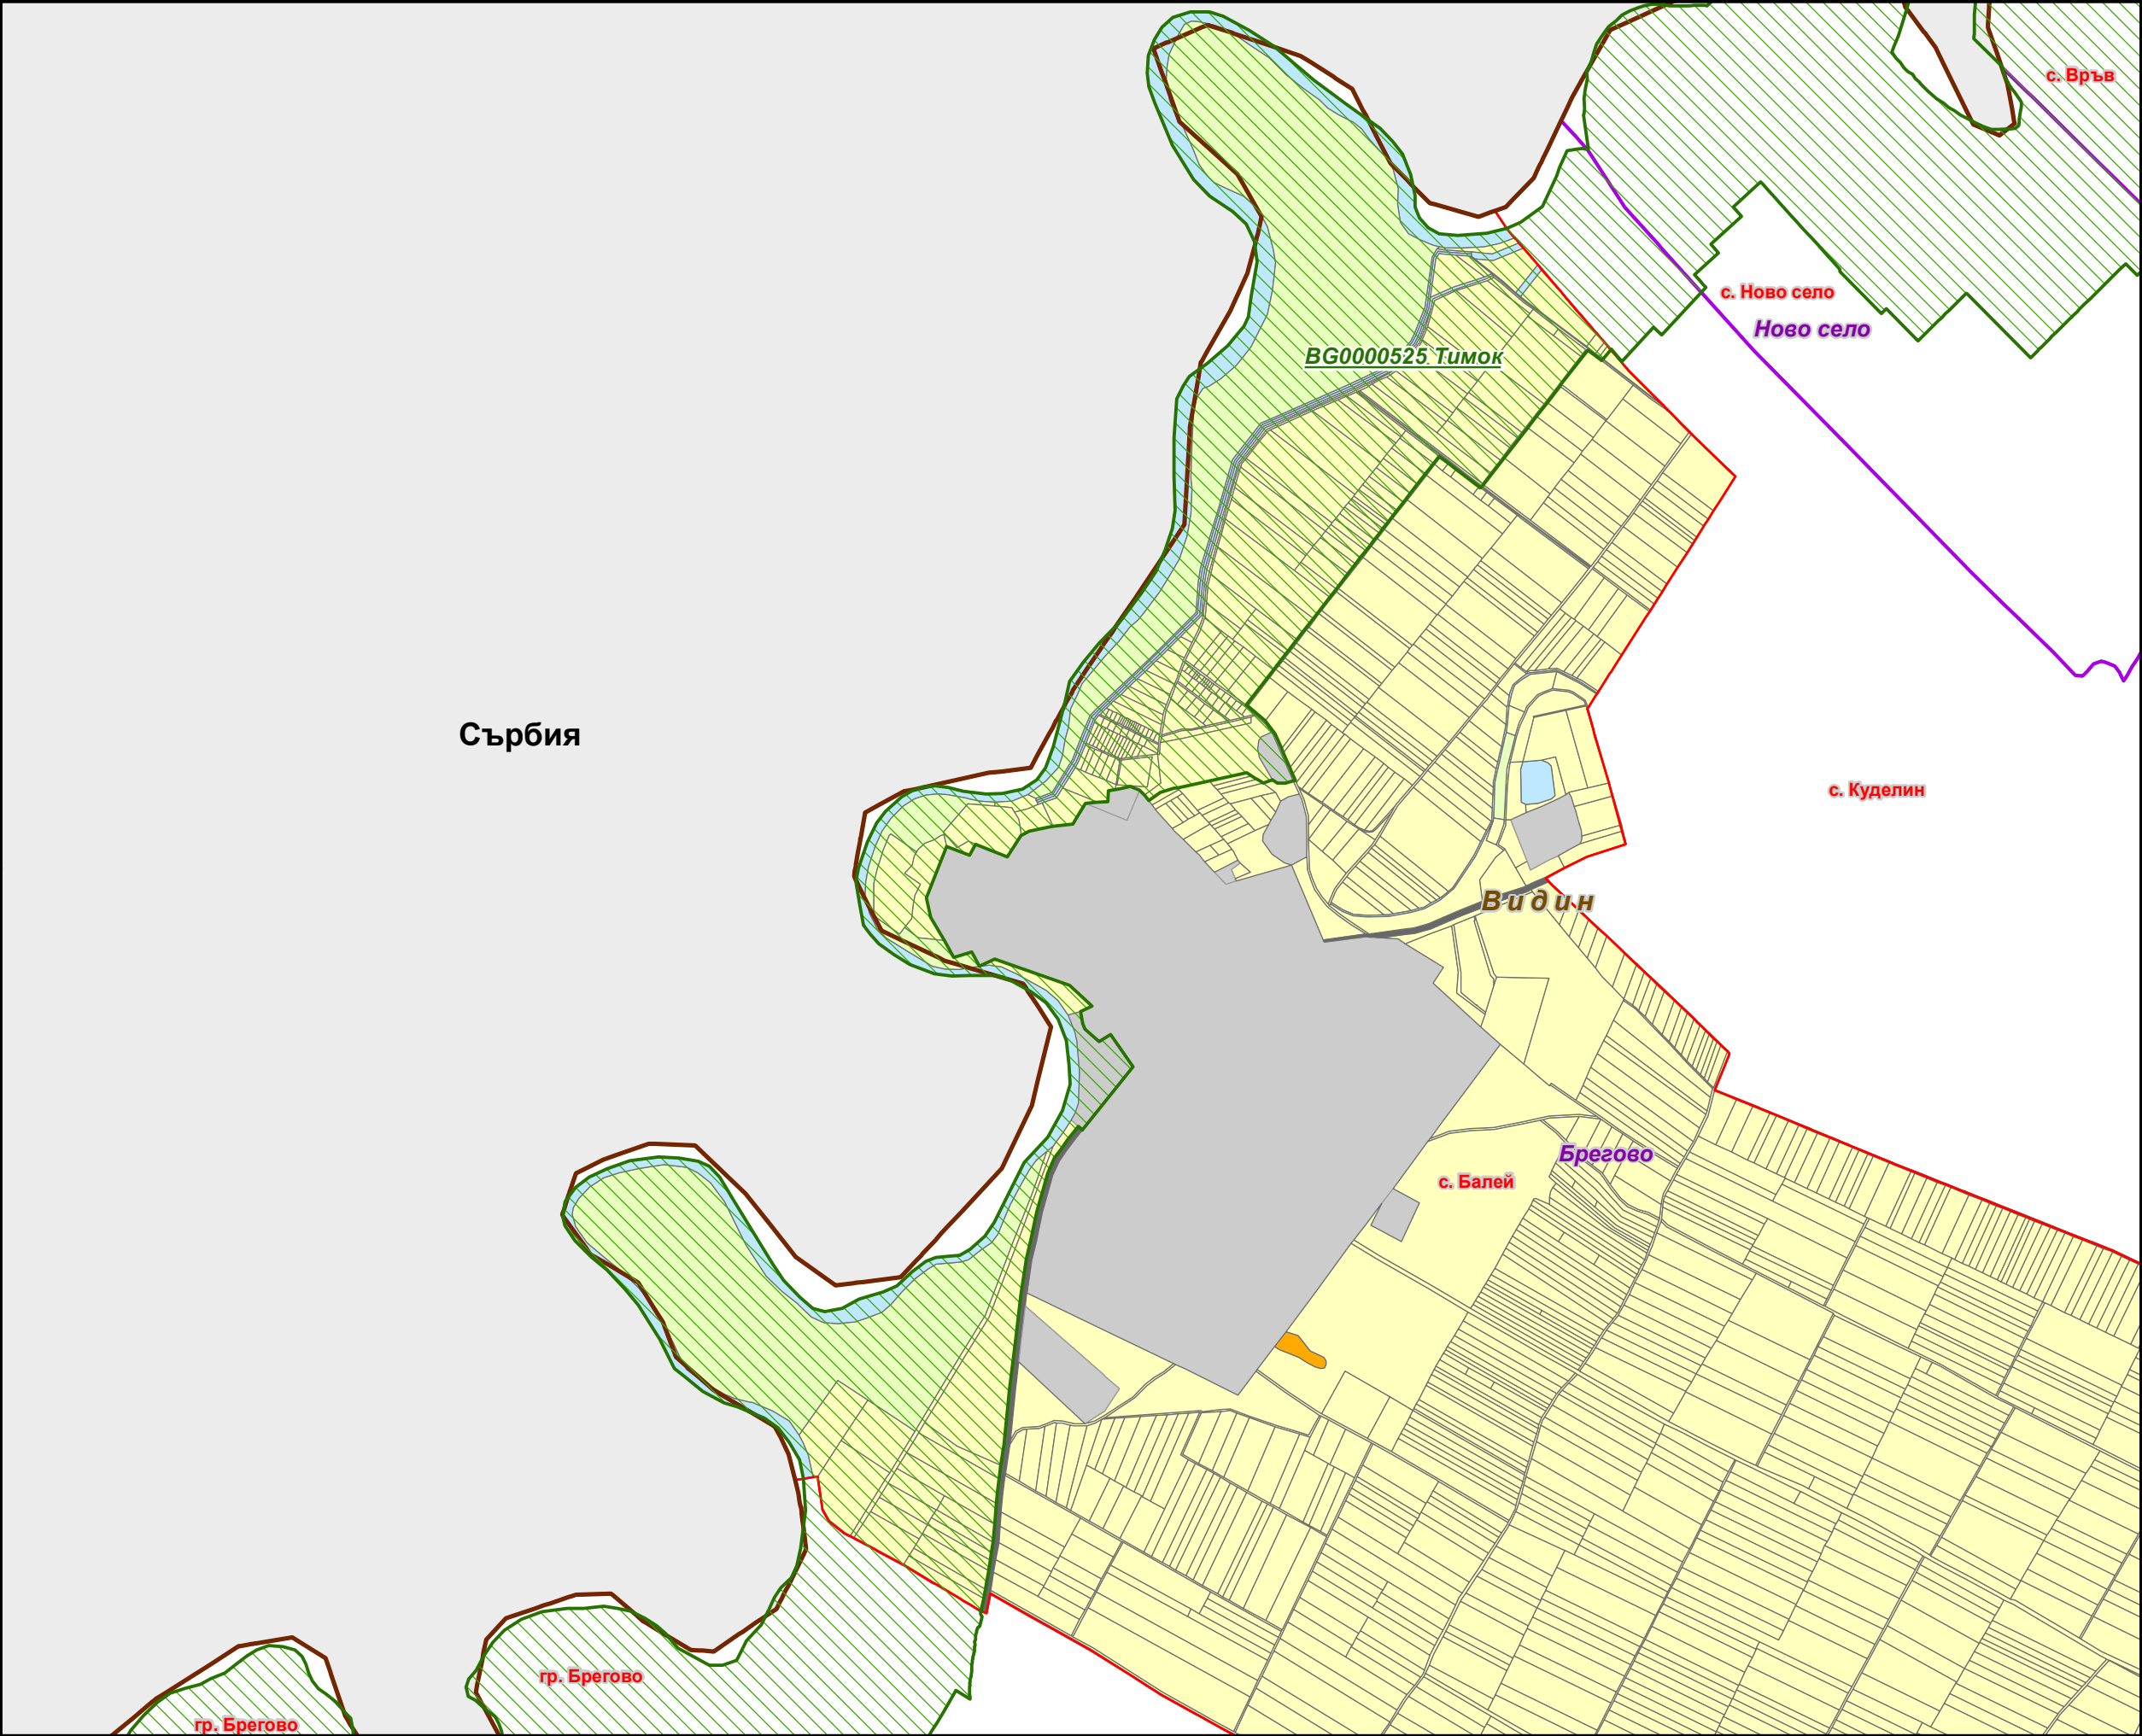 с. Връв
с. Ново село
Ново село
BG0000525 Тимок
Сърбия
с. Куделин
Видин
Брегово
с. Балей
гр. Брегово
гр. Брегово